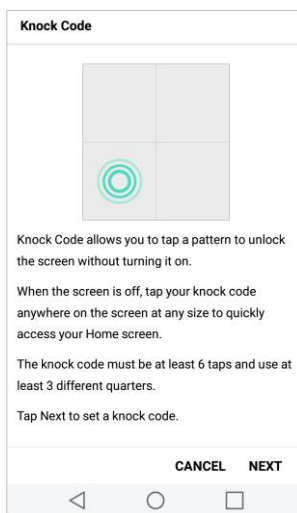 Knock Code
Knock Code allows you to tap a pattern to unlock
the screen without turning it on.
When the screen is off, tap your knock code
anywhere on the screen at any size to quickly
access your Home screen.
The knock code must be at least 6 taps and use at
least 3 different quarters.
Tap Next to set a knock code.
CANCEL NEXT